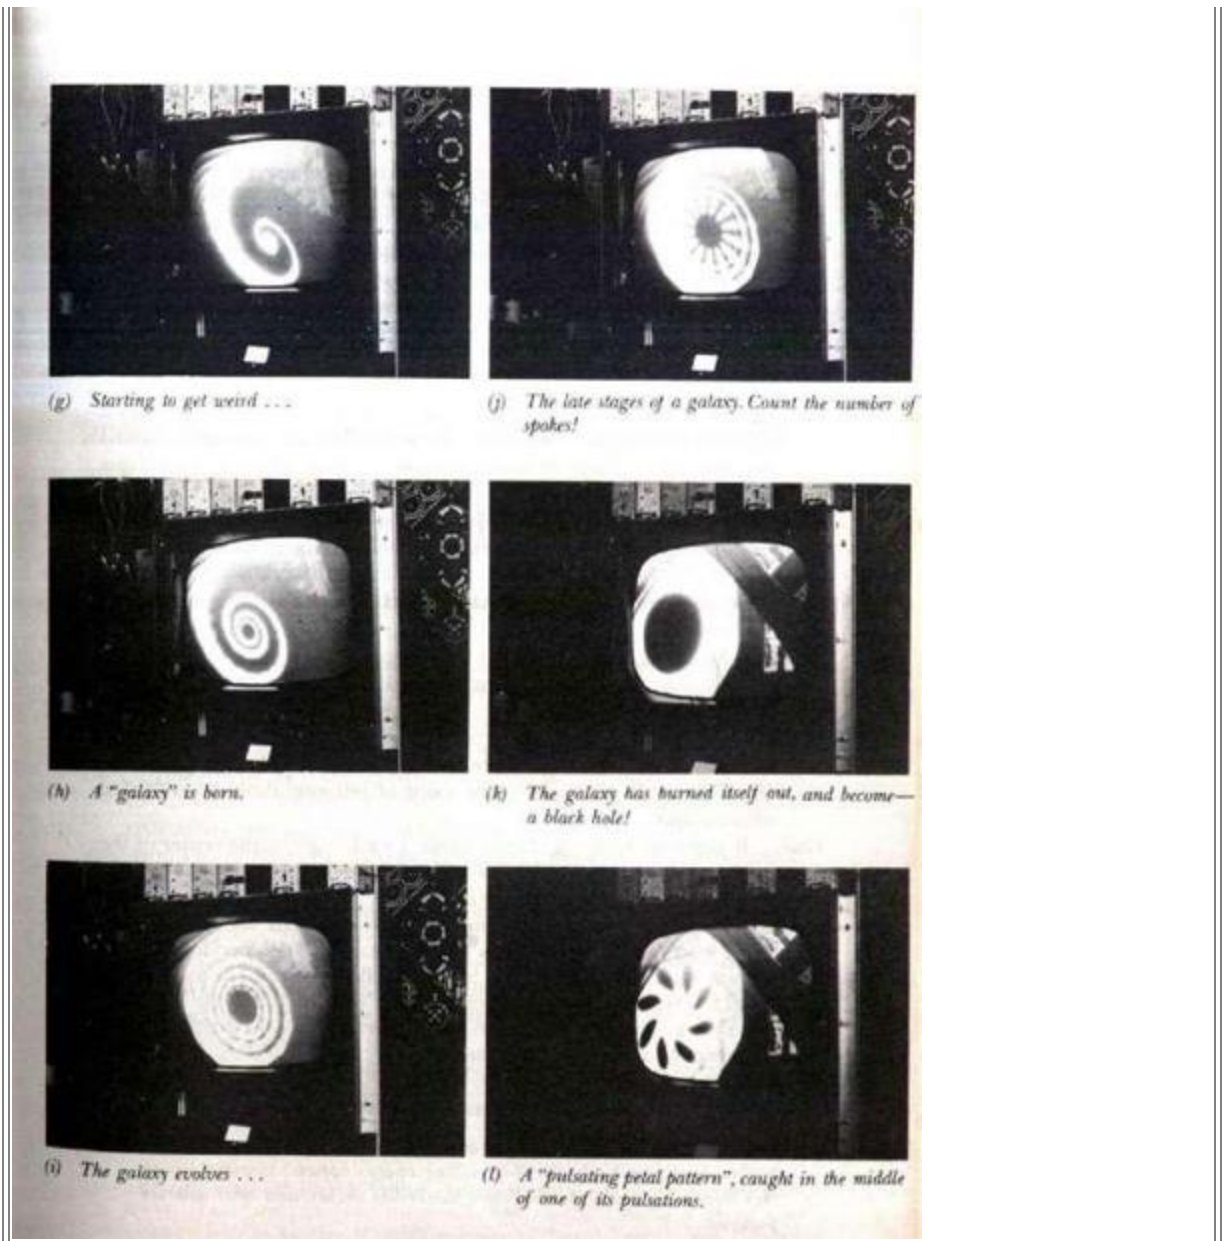 (g) Starting to get weird . . .
(j) The late stages of a galaxy. Count the number of
spokes!
(h) A "galaxy" is born.
(k) The galaxy has burned itself out, and become—
a black hole!
(i) The galaxy evolves . . .
(l) A "pulsating petal pattern", caught in the middle
of one of its pulsations.